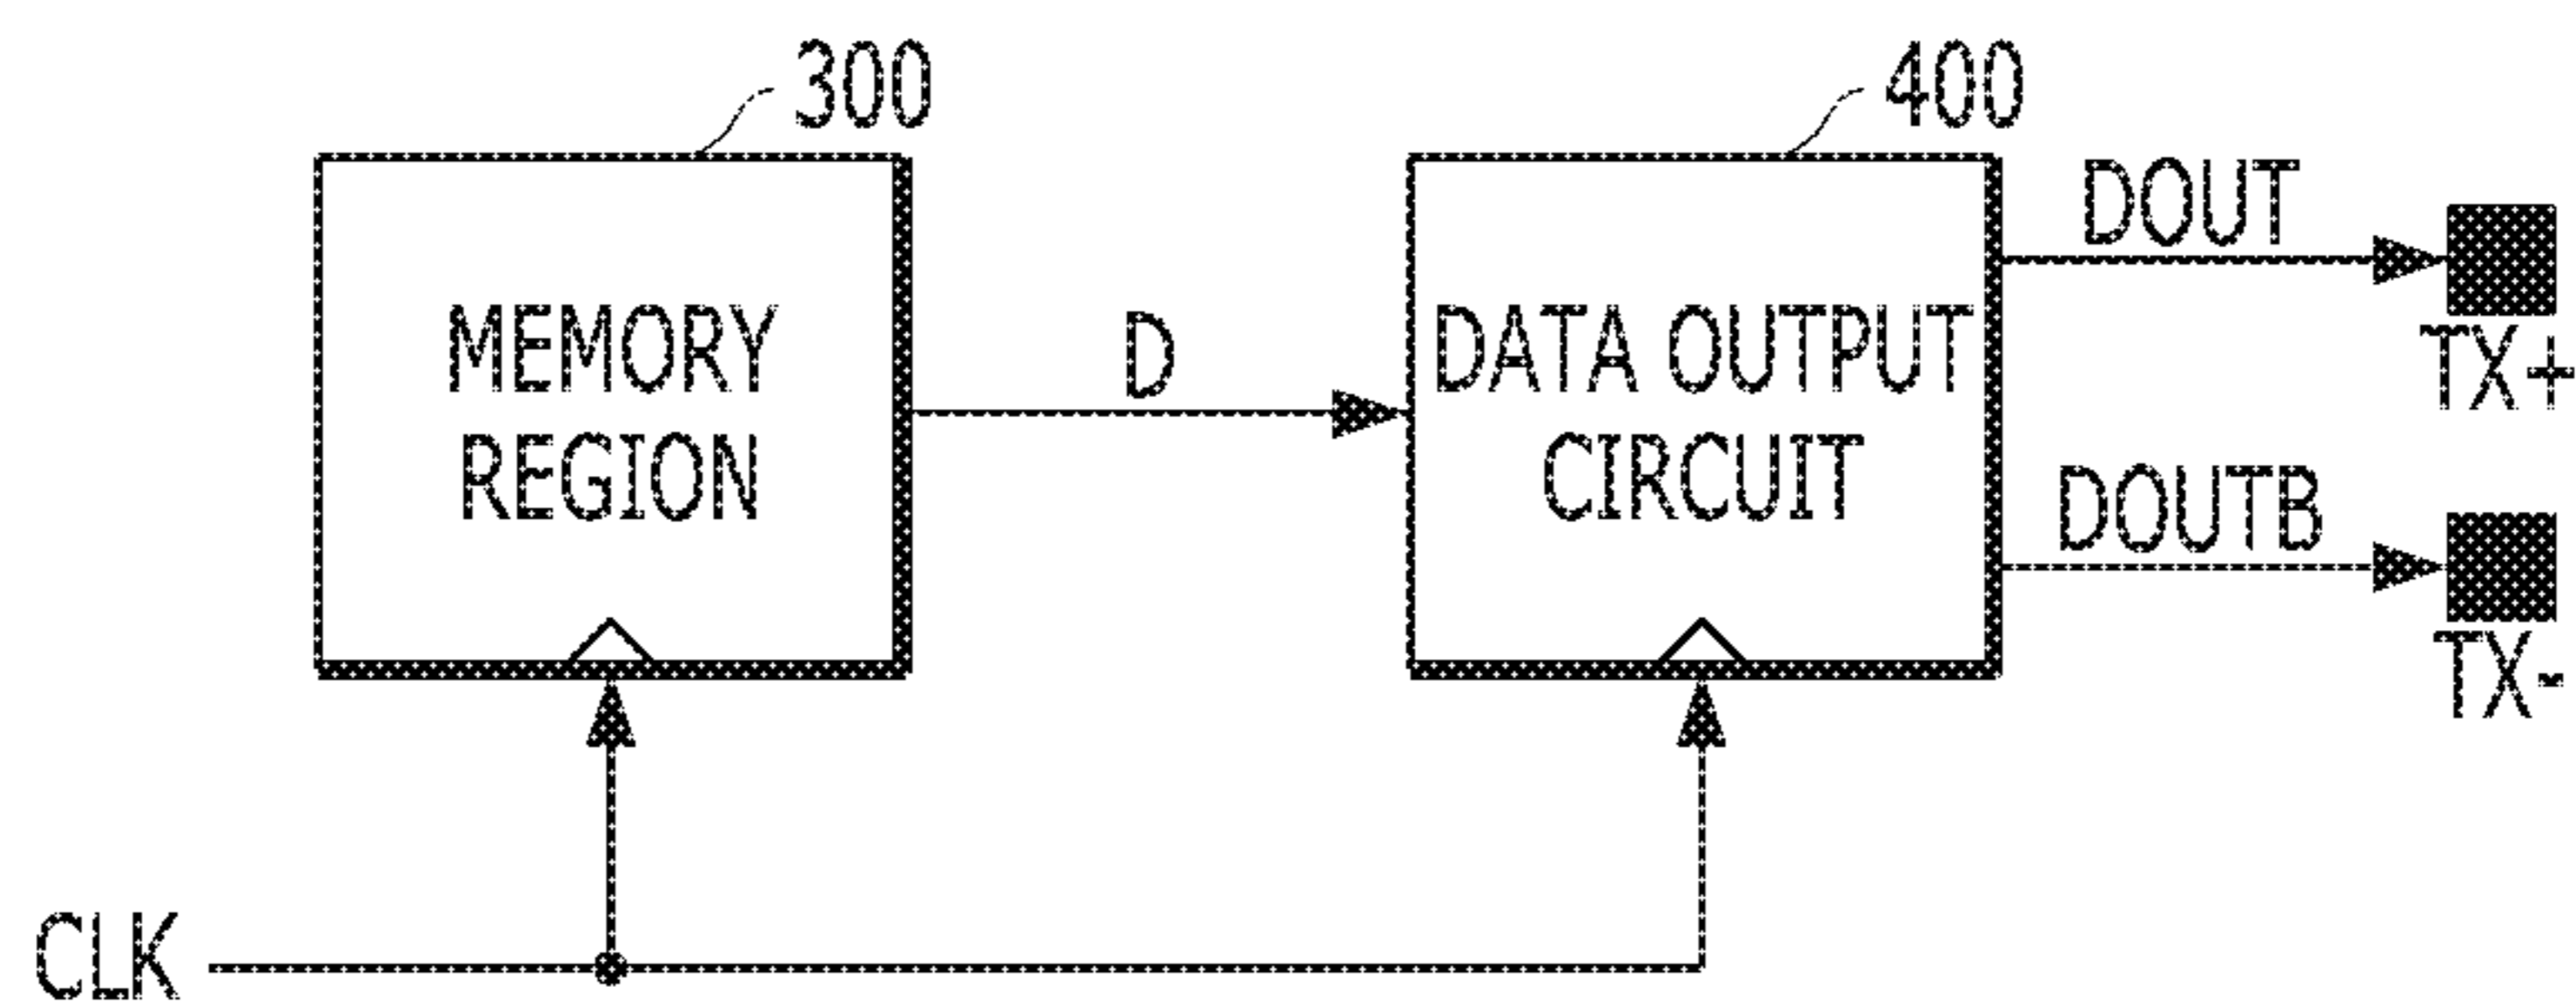 300
400
MEMORY
REGION
D
DATA OUTPUT
CIRCUIT
DOUT
TX+
DOUTB
TX-
CLK